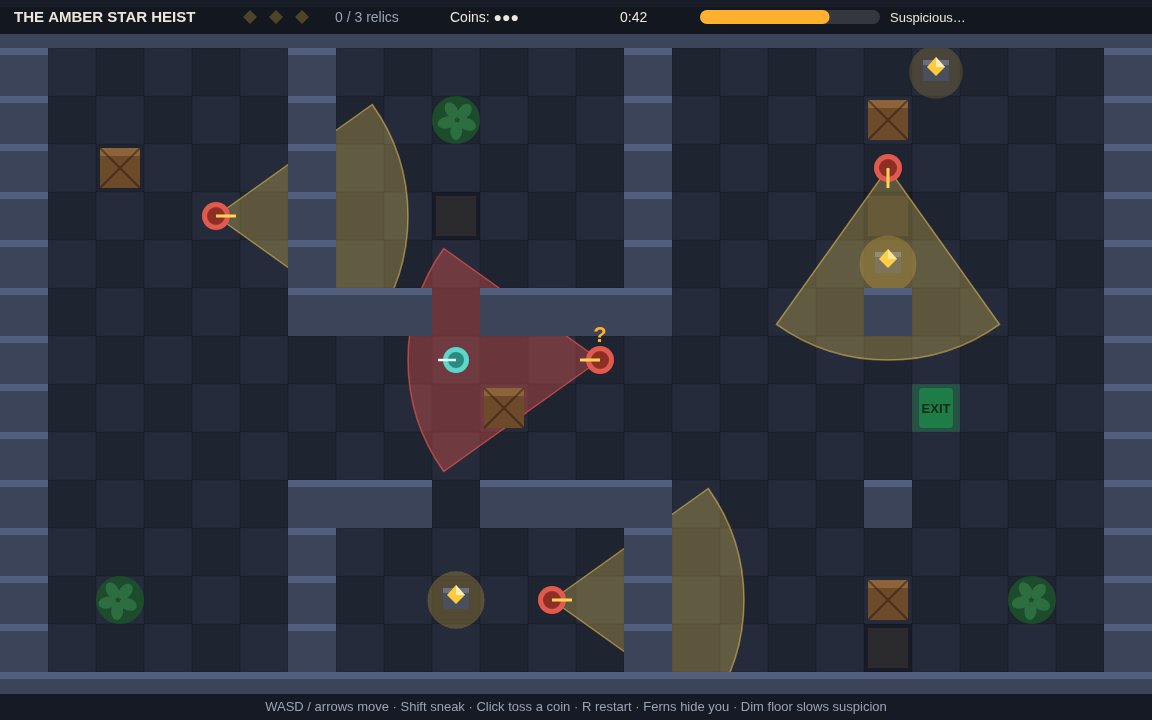 THE AMBER STAR HEIST 0 / 3 relics Coins: ●●● 0:42 Suspicious…
?
EXIT
WASD / arrows move · Shift sneak · Click toss a coin · R restart · Ferns hide you · Dim floor slows suspicion